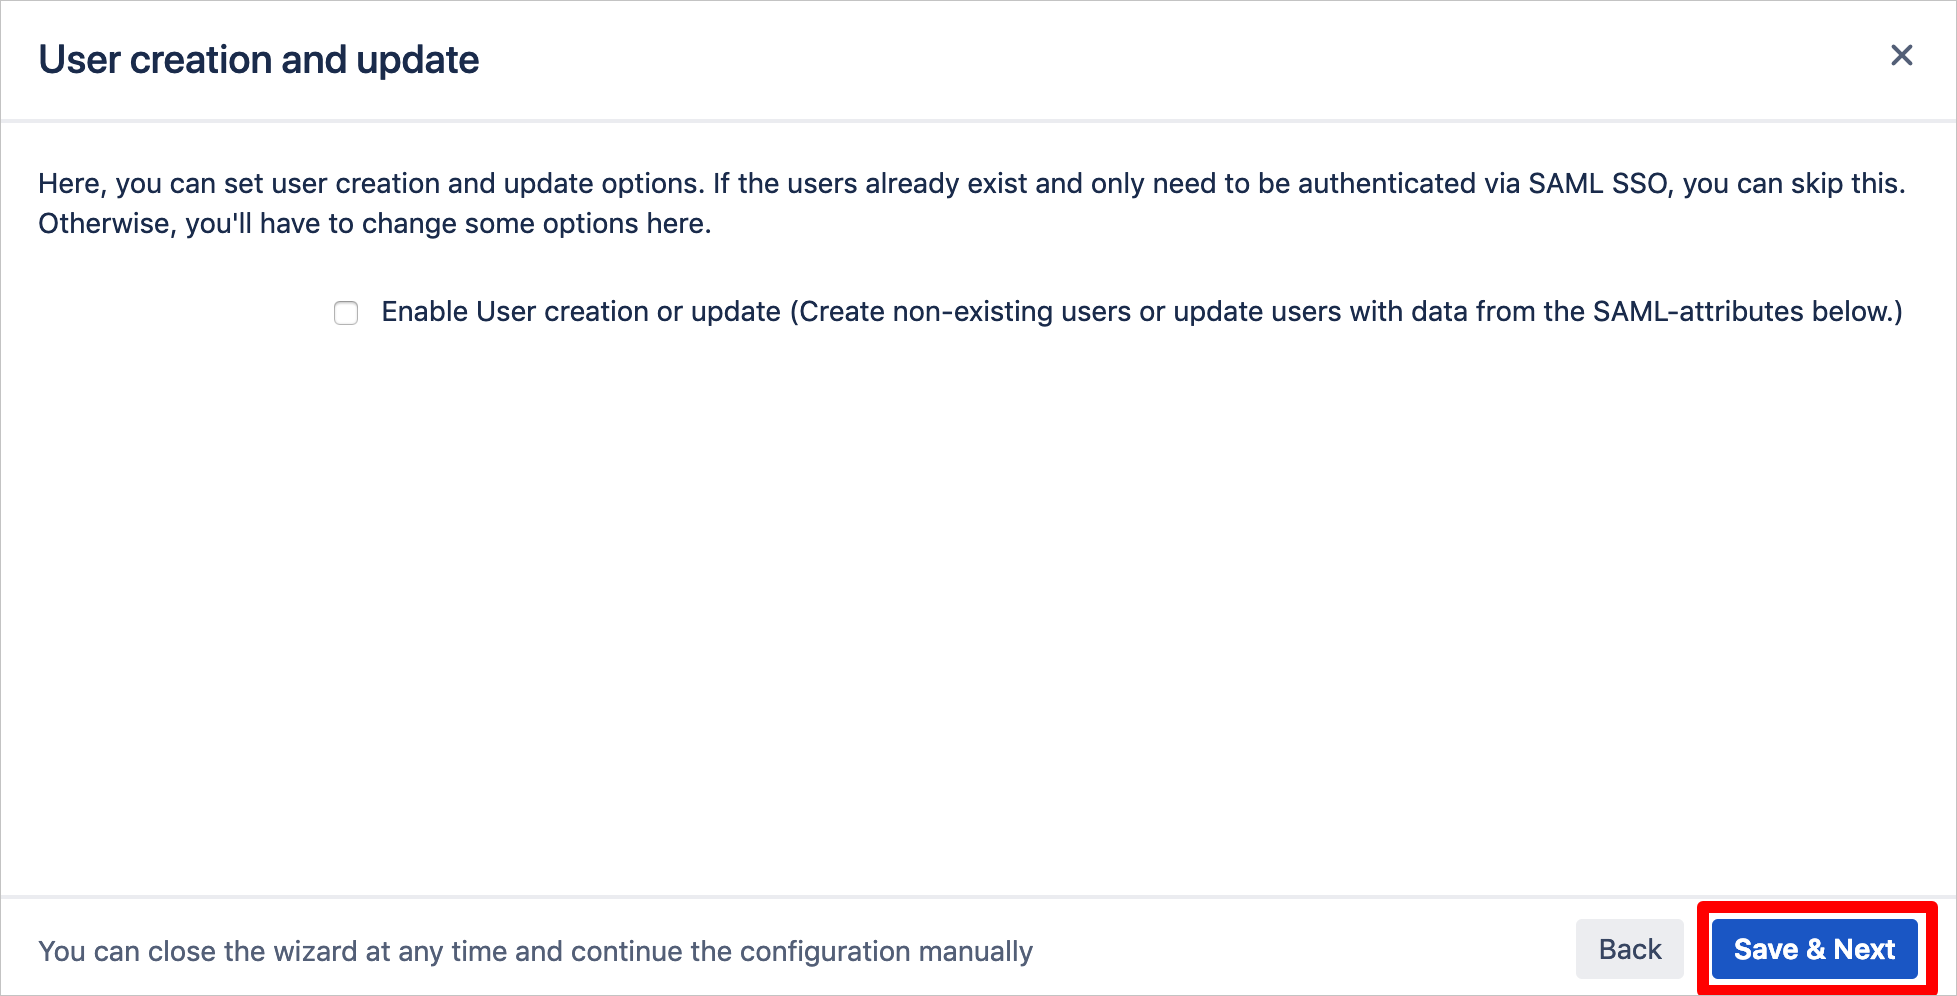 User creation and update
Here, you can set user creation and update options. If the users already exist and only need to be authenticated via SAML SSO, you can skip this.
Otherwise, you'll have to change some options here.
Enable User creation or update (Create non-existing users or update users with data from the SAML-attributes below.)
You can close the wizard at any time and continue the configuration manually
Back
Save & Next